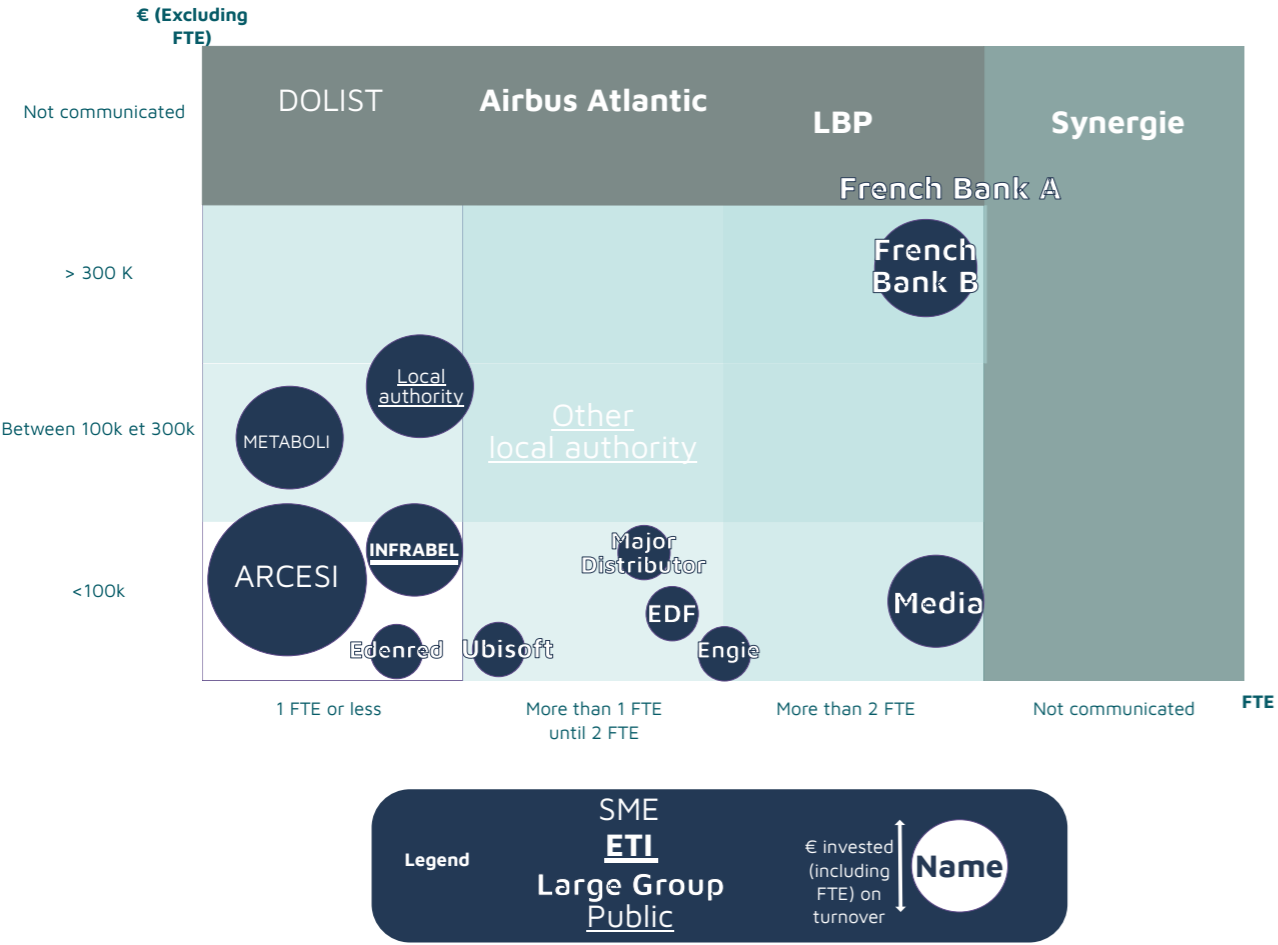 € (Excluding
FTE)
Not communicated
DOLIST
Airbus Atlantic
LBP
Synergie
French Bank A
> 300 K
French
Bank B
Local
authority
Between 100k et 300k
METABOLI
Other
local authority
<100k
ARCESI
INFRABEL
Major
Distributor
EDF
Media
Edenred
Ubisoft
Engie
1 FTE or less
More than 1 FTE
until 2 FTE
More than 2 FTE
Not communicated
FTE
Legend
SME
ETI
Large Group
Public
€ invested
(including
FTE) on
turnover
Name